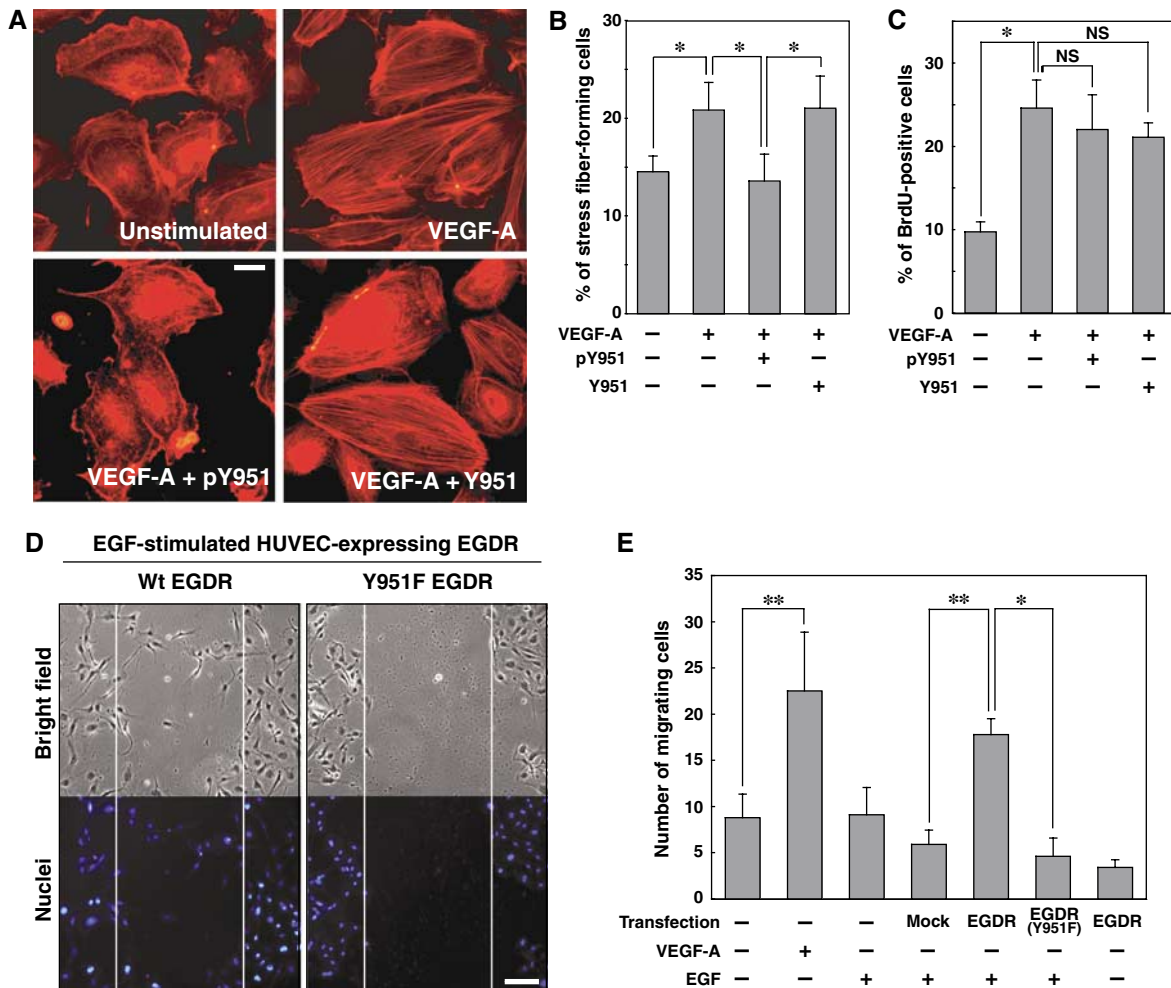 A
Unstimulated
VEGF-A
VEGF-A + pY951
VEGF-A + Y951
B
% of stress fiber-forming cells
30
20
10
0
* * *
VEGF-A − + + +
pY951 − − + −
Y951 − − − +
C
% of BrdU-positive cells
30
20
10
0
* NS
NS
VEGF-A − + + +
pY951 − − + −
Y951 − − − +
D
EGF-stimulated HUVEC-expressing EGDR
Wt EGDR Y951F EGDR
Bright field
Nuclei
E
Number of migrating cells
35
30
25
20
15
10
5
0
** ** *
Transfection − − − Mock EGDR EGDR (Y951F) EGDR
VEGF-A − + − − − − −
EGF − − + + + + −